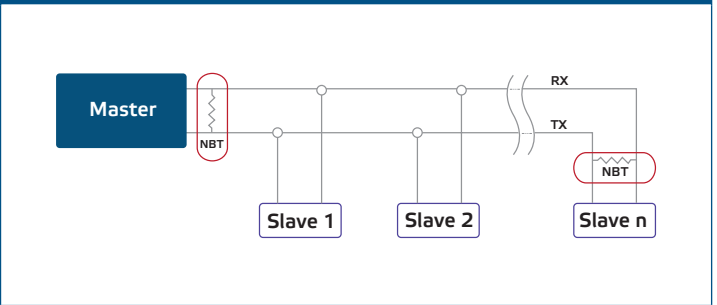 RX
Master
TX
NBT
NBT
Slave 1
Slave 2
Slave n